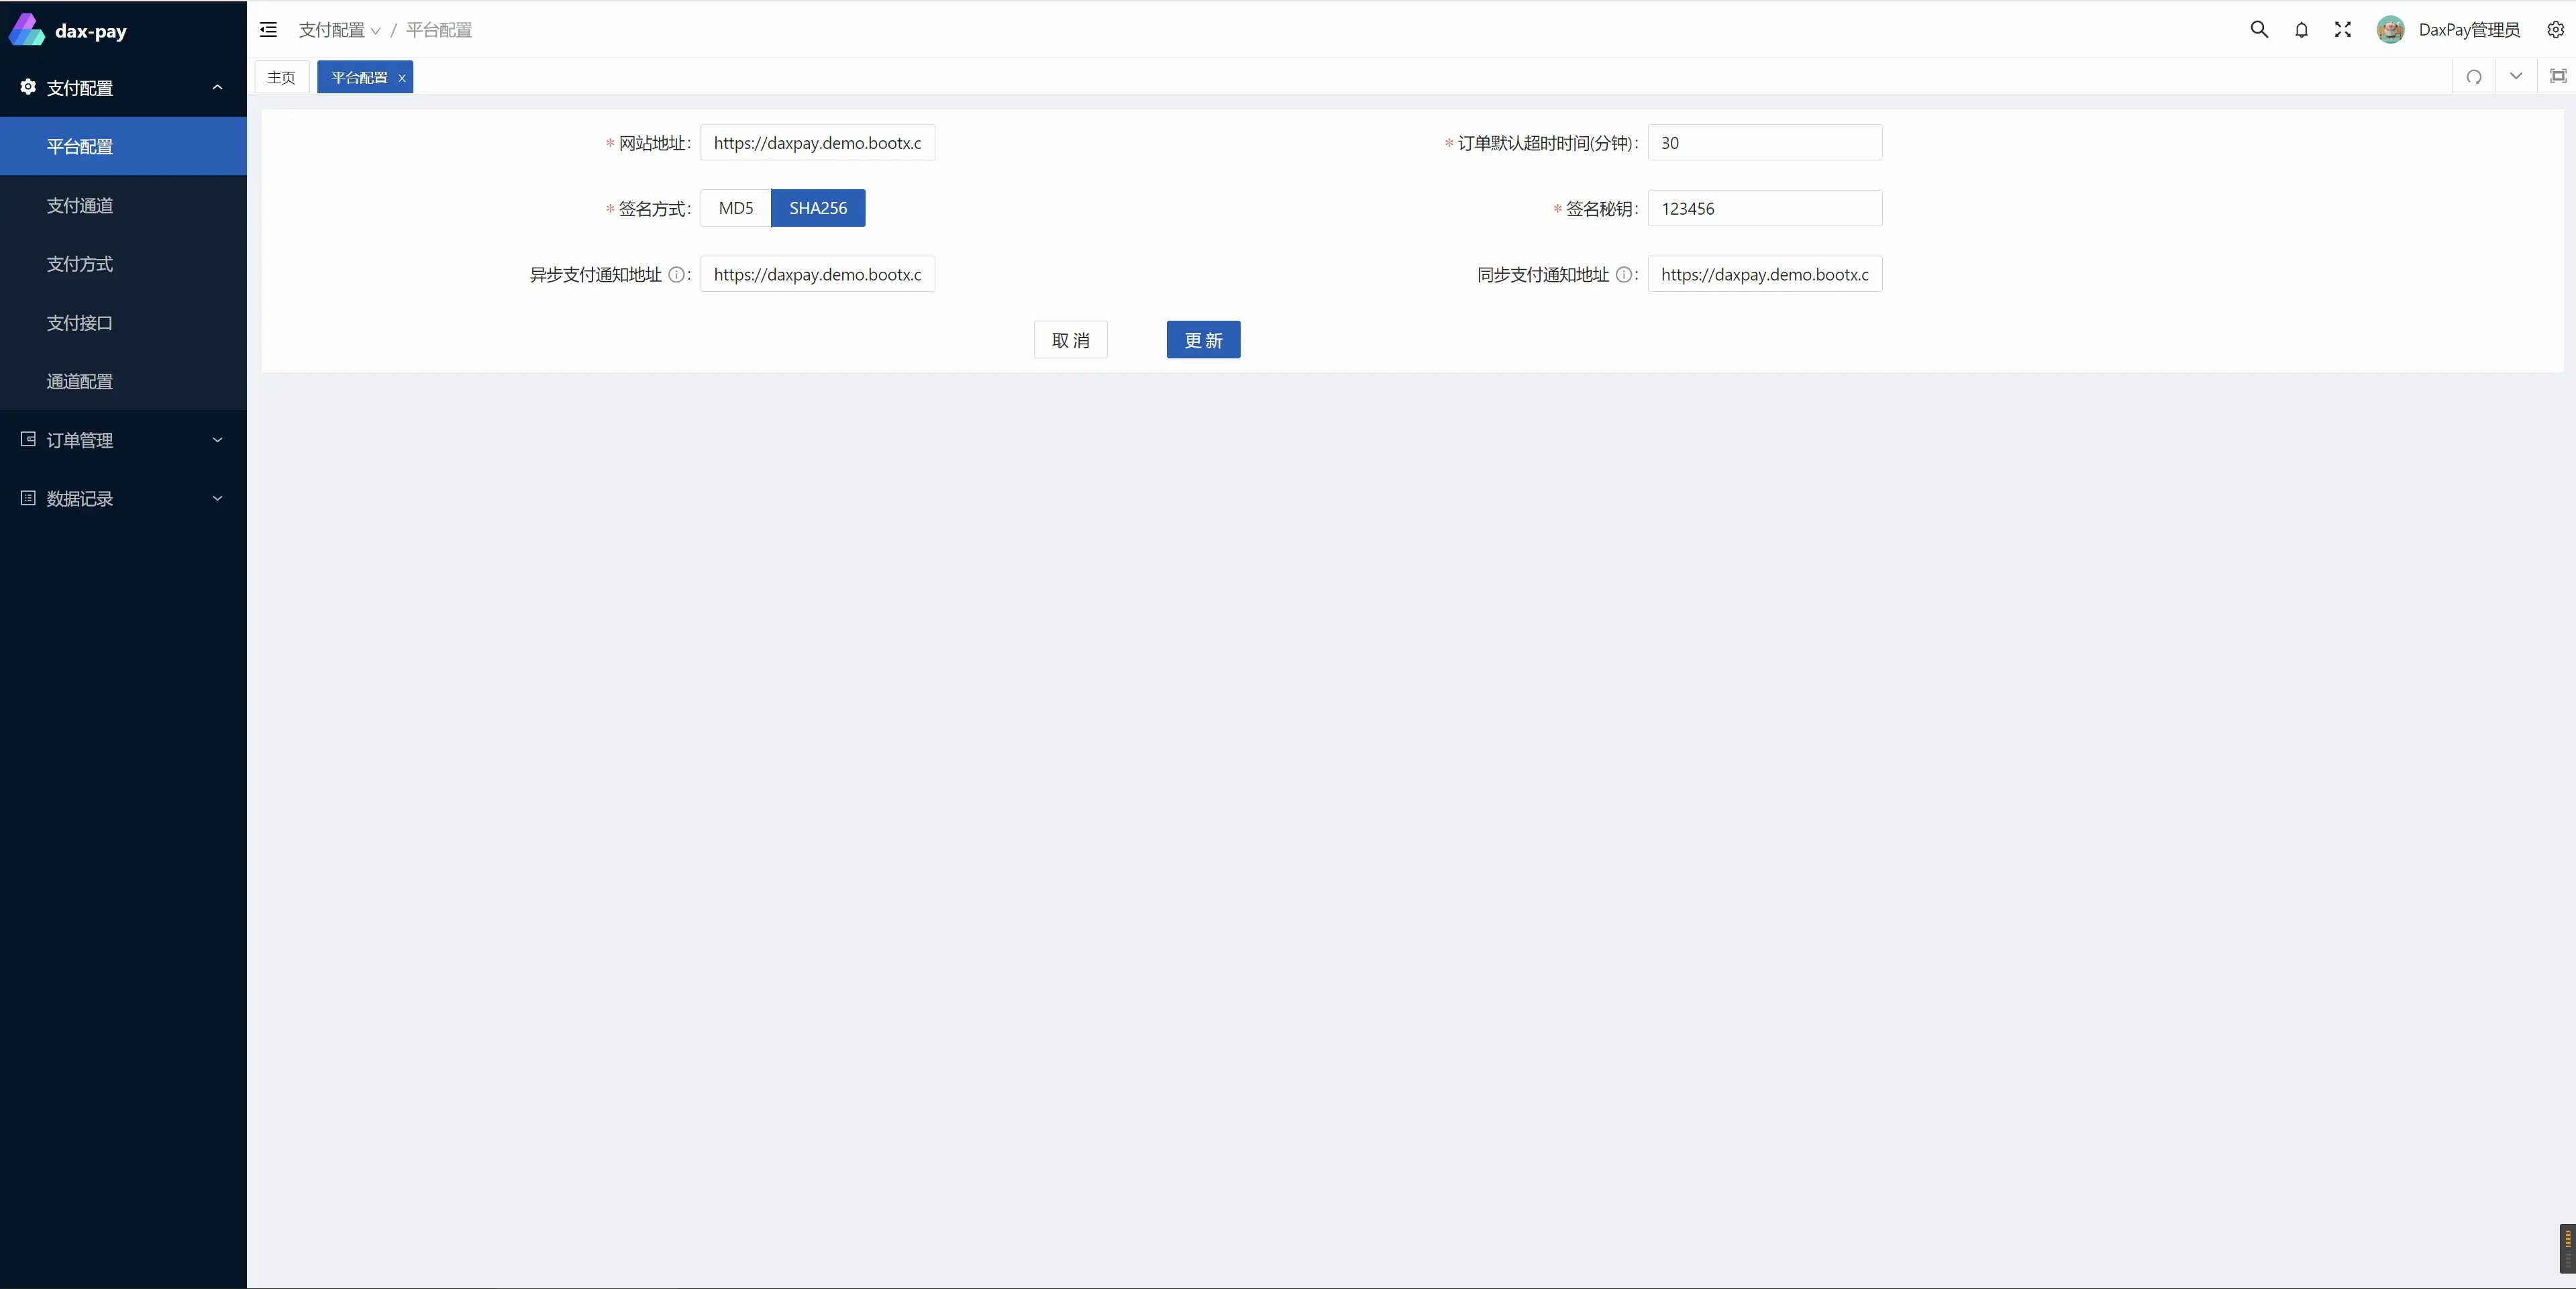 dax-pay
支付配置
平台配置
支付通道
支付方式
支付接口
通道配置
订单管理
数据记录
支付配置 / 平台配置
DaxPay管理员
主页
平台配置 x
* 网站地址: https://daxpay.demo.bootx.c
* 订单默认超时时间(分钟): 30
* 签名方式: MD5 SHA256
* 签名秘钥: 123456
异步支付通知地址 : https://daxpay.demo.bootx.c
同步支付通知地址 : https://daxpay.demo.bootx.c
取 消
更 新